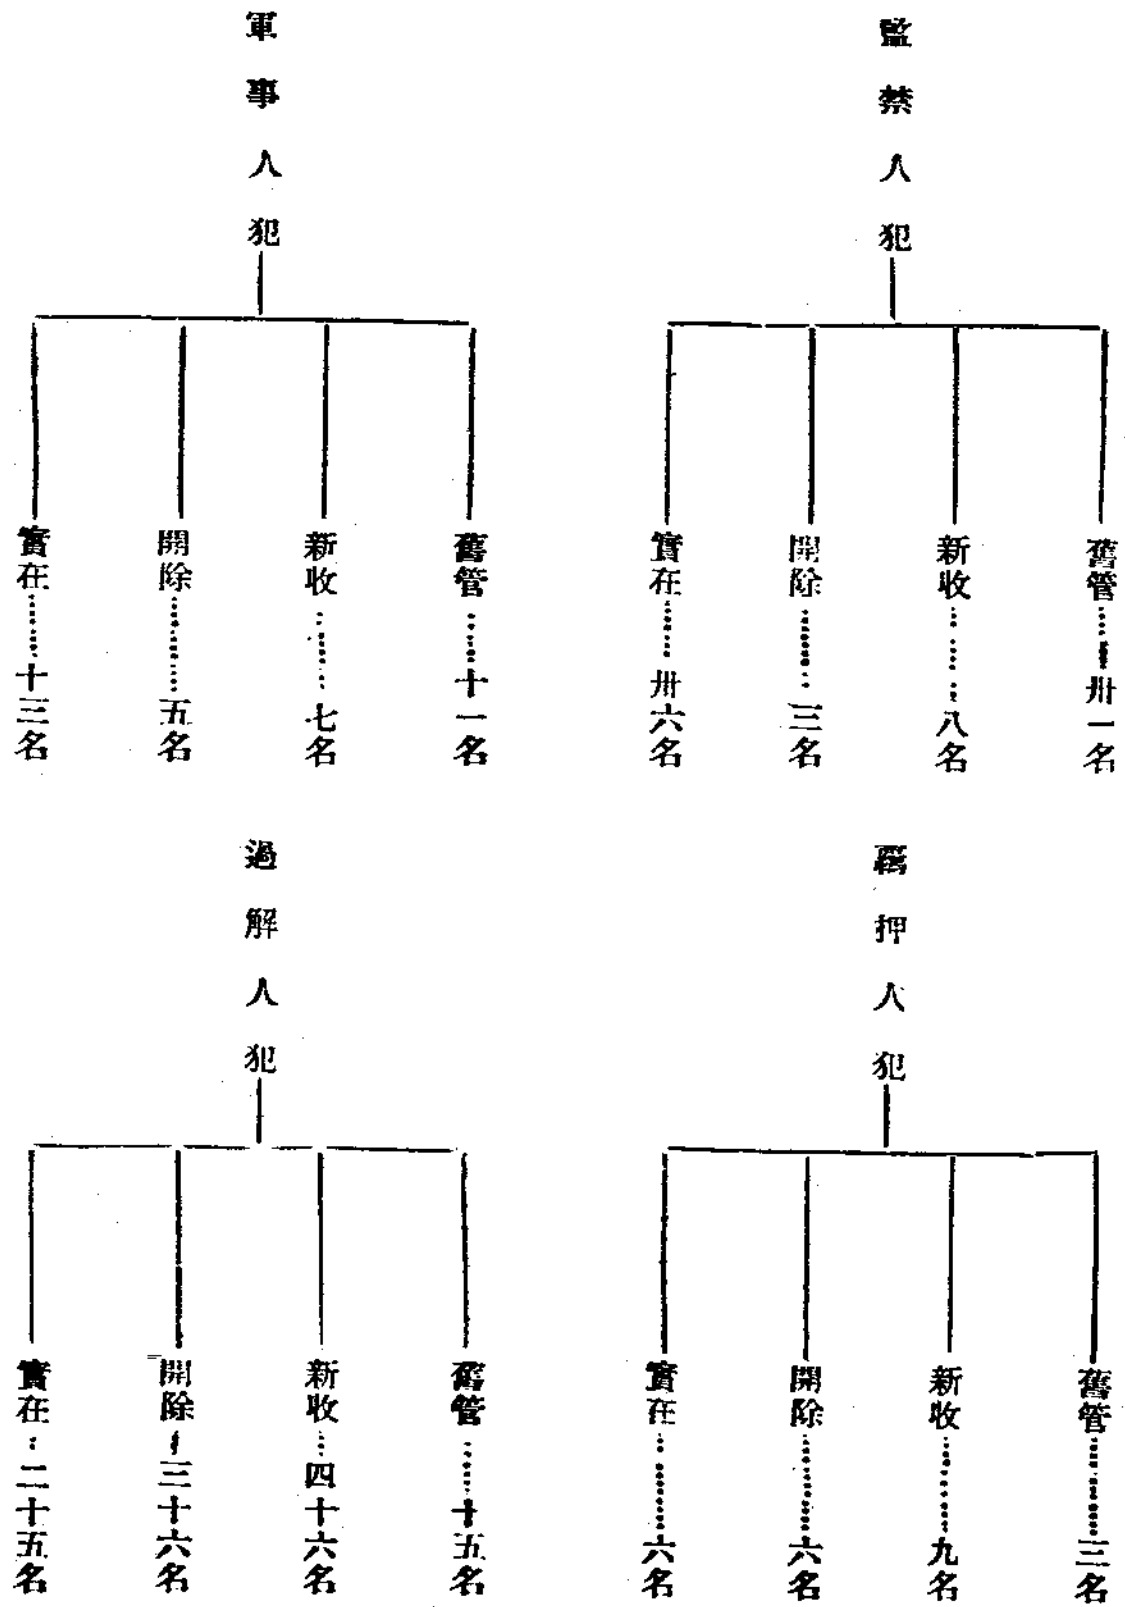 監禁人犯
舊管……卅一名
新收……八名
開除……三名
實在……卅六名
軍事人犯
舊管……十一名
新收……七名
開除……五名
實在……十三名
羈押人犯
舊管……三名
新收……九名
開除……六名
實在……六名
過解人犯
舊管……十五名
新收…四十六名
開除…三十六名
實在…二十五名